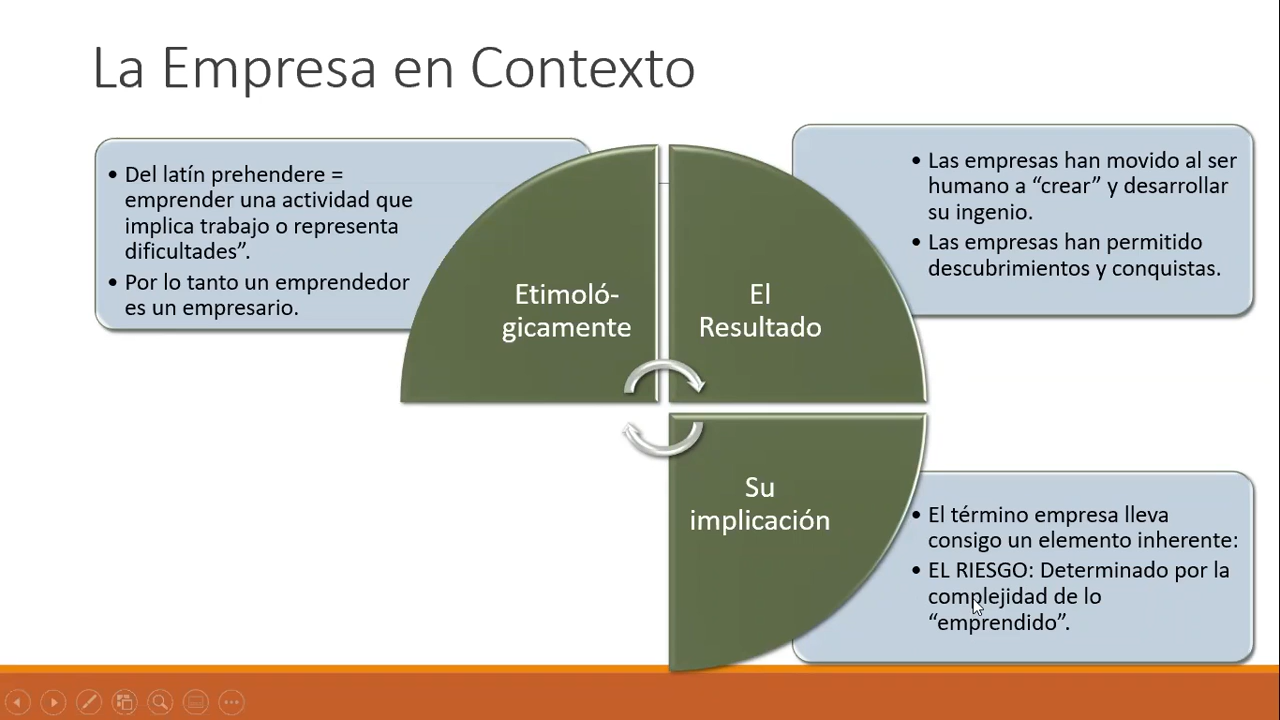 La Empresa en Contexto
• Del latín prehendere =
emprender una actividad que
implica trabajo o representa
dificultades”.
• Por lo tanto un emprendedor
es un empresario.
Etimoló-
gicamente
El
Resultado
• Las empresas han movido al ser
humano a “crear” y desarrollar
su ingenio.
• Las empresas han permitido
descubrimientos y conquistas.
Su
implicación
• El término empresa lleva
consigo un elemento inherente:
• EL RIESGO: Determinado por la
complejidad de lo
“emprendido”.